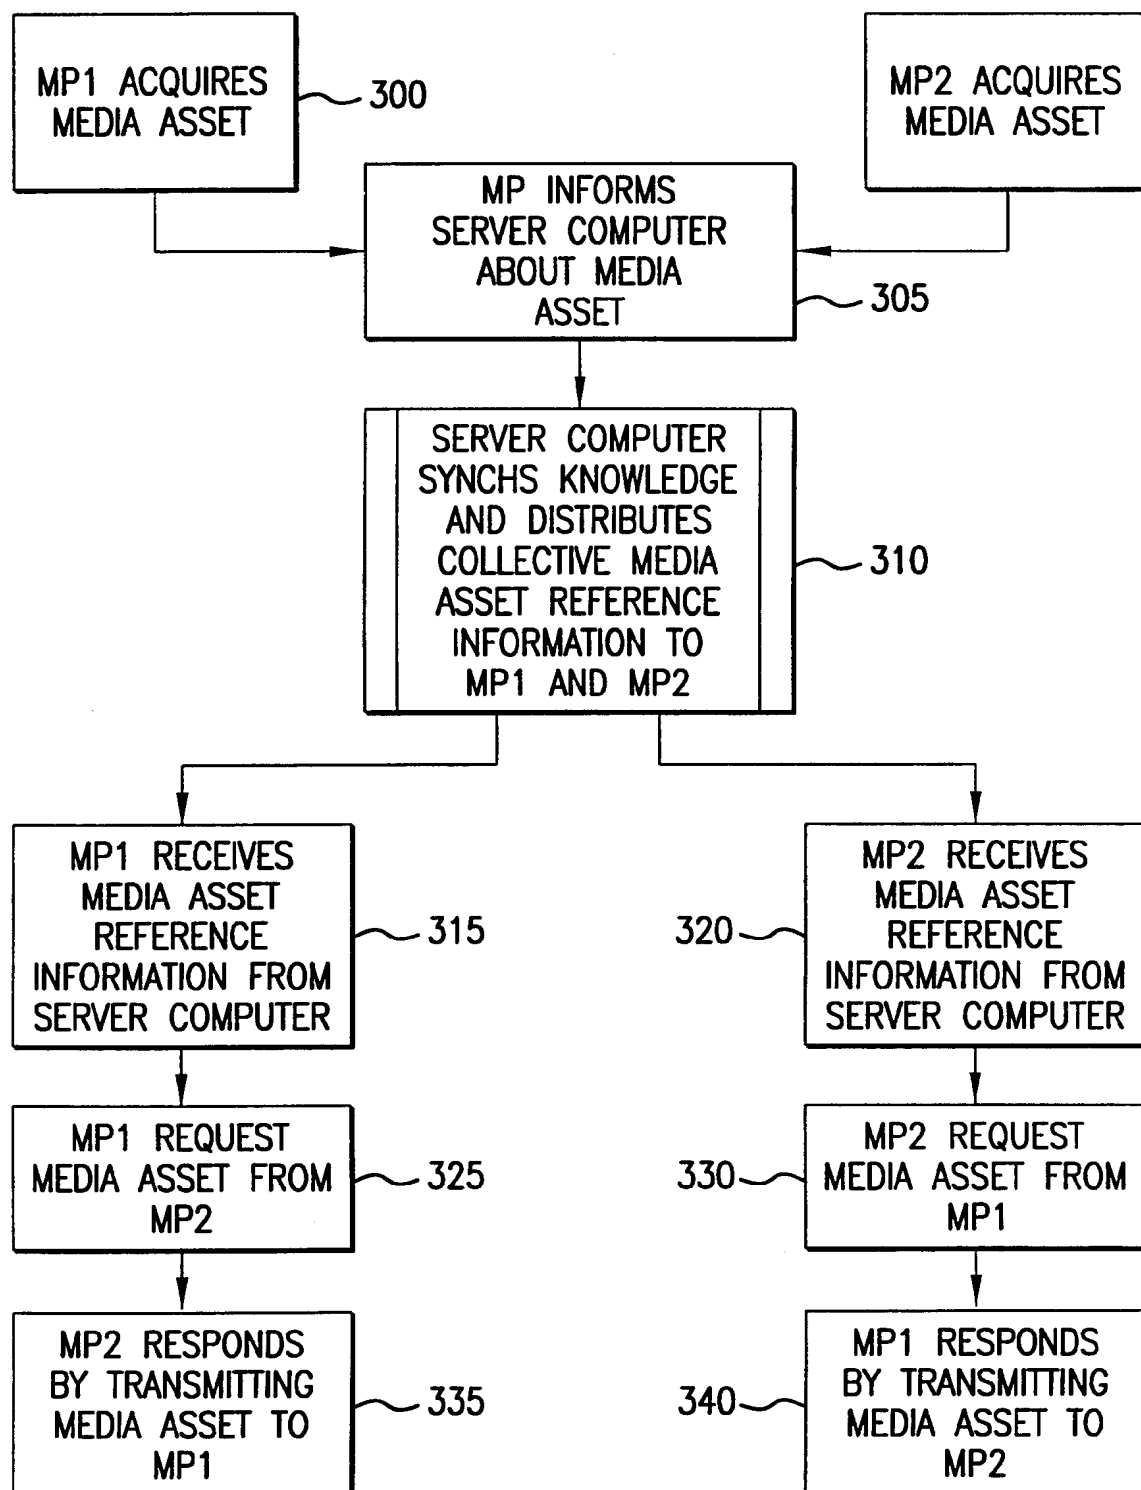 MP1 ACQUIRES
MEDIA ASSET
300
MP2 ACQUIRES
MEDIA ASSET
MP INFORMS
SERVER COMPUTER
ABOUT MEDIA
ASSET
305
SERVER COMPUTER
SYNCHS KNOWLEDGE
AND DISTRIBUTES
COLLECTIVE MEDIA
ASSET REFERENCE
INFORMATION TO
MP1 AND MP2
310
MP1 RECEIVES
MEDIA ASSET
REFERENCE
INFORMATION FROM
SERVER COMPUTER
315
320
MP2 RECEIVES
MEDIA ASSET
REFERENCE
INFORMATION FROM
SERVER COMPUTER
MP1 REQUEST
MEDIA ASSET FROM
MP2
325
330
MP2 REQUEST
MEDIA ASSET FROM
MP1
MP2 RESPONDS
BY TRANSMITTING
MEDIA ASSET TO
MP1
335
340
MP1 RESPONDS
BY TRANSMITTING
MEDIA ASSET TO
MP2